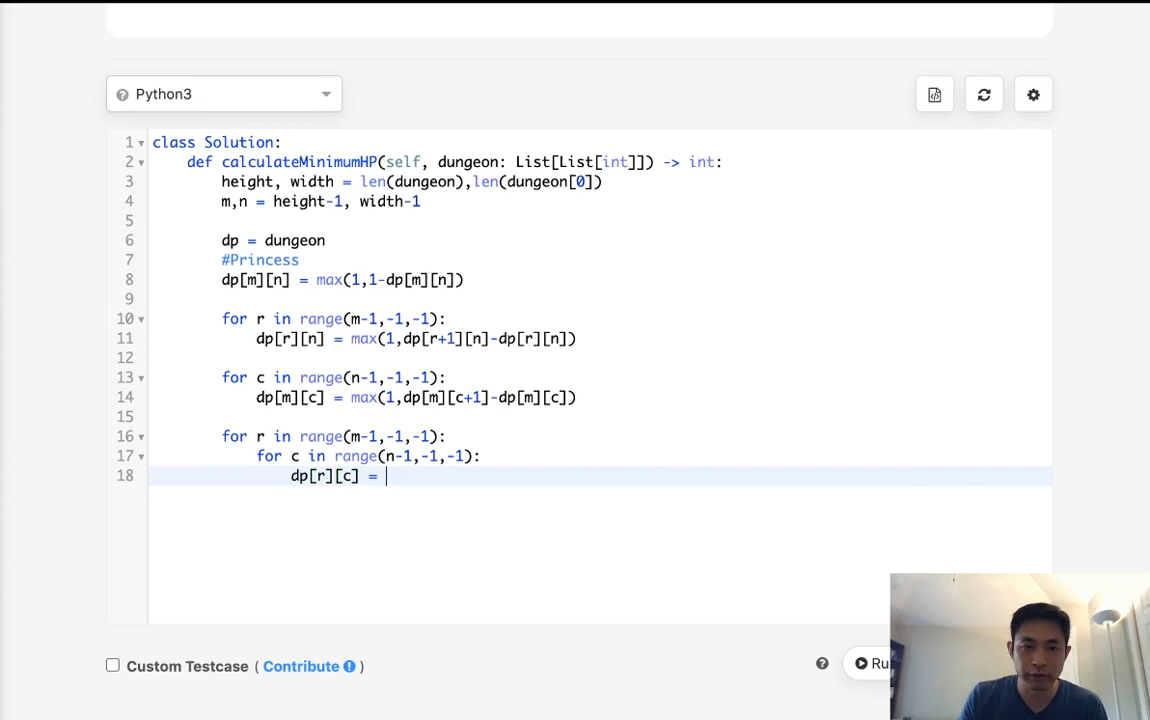 Python3
1 class Solution:
2 def calculateMinimumHP(self, dungeon: List[List[int]]) -> int:
3 height, width = len(dungeon),len(dungeon[0])
4 m,n = height-1, width-1
5
6 dp = dungeon
7 #Princess
8 dp[m][n] = max(1,1-dp[m][n])
9
10 for r in range(m-1,-1,-1):
11 dp[r][n] = max(1,dp[r+1][n]-dp[r][n])
12
13 for c in range(n-1,-1,-1):
14 dp[m][c] = max(1,dp[m][c+1]-dp[m][c])
15
16 for r in range(m-1,-1,-1):
17 for c in range(n-1,-1,-1):
18 dp[r][c] =
Custom Testcase ( Contribute )
Ru